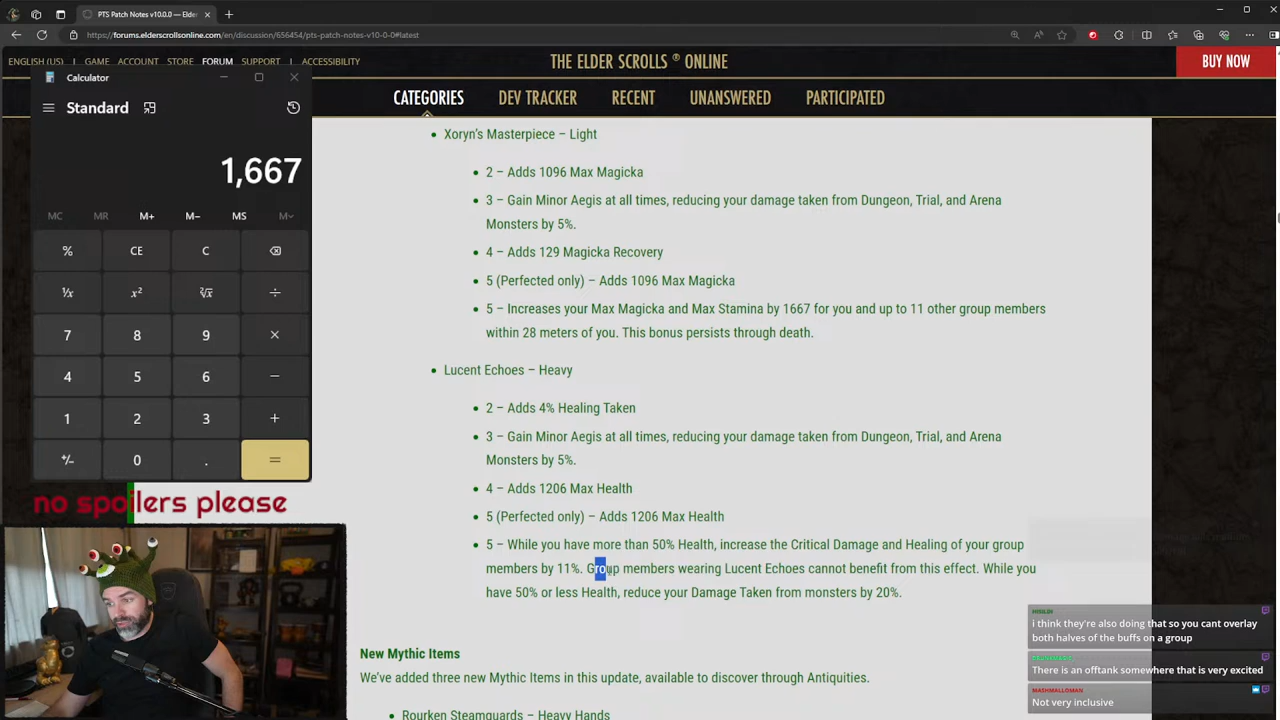 PTS Patch Notes v10.0.0 — Elder
https://forums.elderscrollsonline.com/en/discussion/656454/pts-patch-notes-v10-0-0#latest
ENGLISH (US) GAME ACCOUNT STORE FORUM SUPPORT ACCESSIBILITY
THE ELDER SCROLLS ® ONLINE
BUY NOW
CATEGORIES DEV TRACKER RECENT UNANSWERED PARTICIPATED
Calculator
Standard
1,667
MC MR M+ M− MS M˅
% CE C
¹/x x² ²√x ÷
7 8 9 ×
4 5 6 −
1 2 3 +
+/− 0 . =
no spoilers please
• Xoryn's Masterpiece – Light
• 2 – Adds 1096 Max Magicka
• 3 – Gain Minor Aegis at all times, reducing your damage taken from Dungeon, Trial, and Arena
Monsters by 5%.
• 4 – Adds 129 Magicka Recovery
• 5 (Perfected only) – Adds 1096 Max Magicka
• 5 – Increases your Max Magicka and Max Stamina by 1667 for you and up to 11 other group members
within 28 meters of you. This bonus persists through death.
• Lucent Echoes – Heavy
• 2 – Adds 4% Healing Taken
• 3 – Gain Minor Aegis at all times, reducing your damage taken from Dungeon, Trial, and Arena
Monsters by 5%.
• 4 – Adds 1206 Max Health
• 5 (Perfected only) – Adds 1206 Max Health
• 5 – While you have more than 50% Health, increase the Critical Damage and Healing of your group
members by 11%. Group members wearing Lucent Echoes cannot benefit from this effect. While you
have 50% or less Health, reduce your Damage Taken from monsters by 20%.
New Mythic Items
We've added three new Mythic Items in this update, available to discover through Antiquities.
• Rourken Steamguards – Heavy Hands
i think they're also doing that so you cant overlay
both halves of the buffs on a group
There is an offtank somewhere that is very excited
MASHMALLOMAN
Not very inclusive